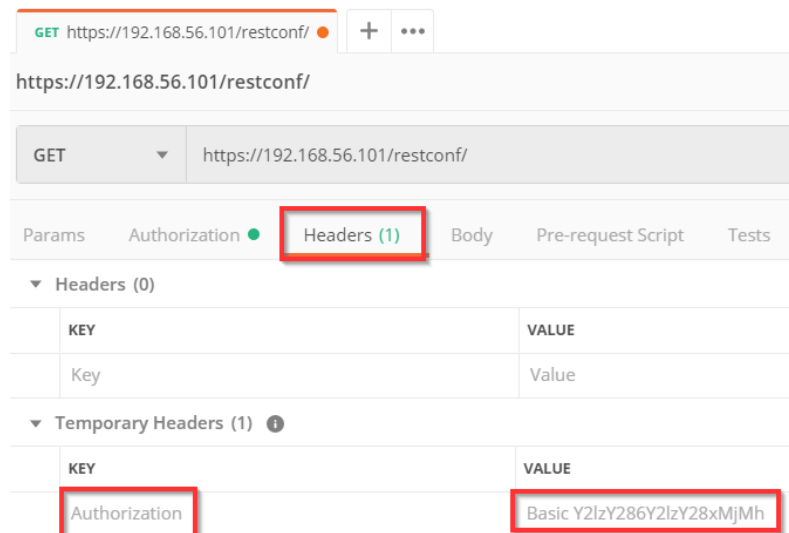 GET https://192.168.56.101/restconf/
https://192.168.56.101/restconf/
GET https://192.168.56.101/restconf/
Params Authorization Headers (1) Body Pre-request Script Tests
Headers (0)
KEY VALUE
Key Value
Temporary Headers (1)
KEY VALUE
Authorization Basic Y2lzY286Y2lzY28xMjMh